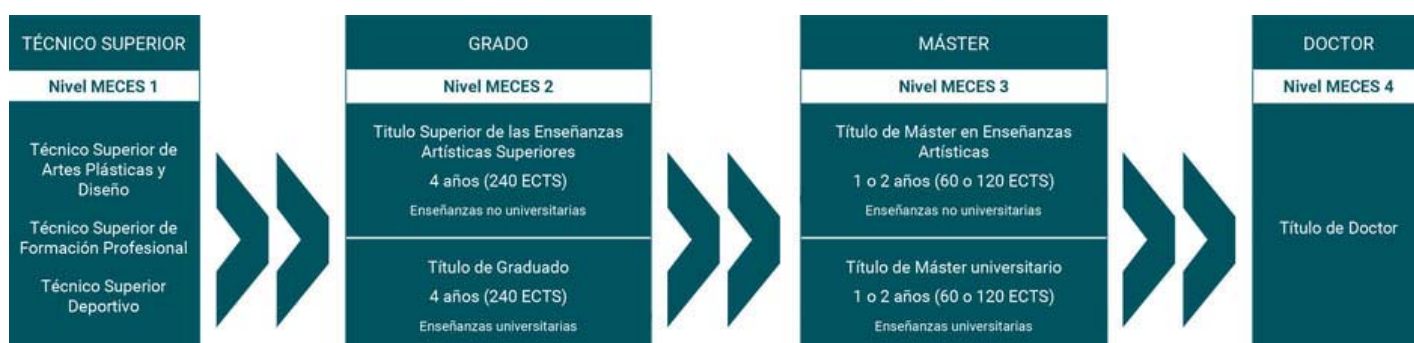 TÉCNICO SUPERIOR
Nivel MECES 1
Técnico Superior de
Artes Plásticas y
Diseño
Técnico Superior de
Formación Profesional
Técnico Superior
Deportivo
GRADO
Nivel MECES 2
Titulo Superior de las Enseñanzas
Artísticas Superiores
4 años (240 ECTS)
Enseñanzas no universitarias
Título de Graduado
4 años (240 ECTS)
Enseñanzas universitarias
MÁSTER
Nivel MECES 3
Título de Máster en Enseñanzas
Artísticas
1 o 2 años (60 o 120 ECTS)
Enseñanzas no universitarias
Título de Máster universitario
1 o 2 años (60 o 120 ECTS)
Enseñanzas universitarias
DOCTOR
Nivel MECES 4
Título de Doctor